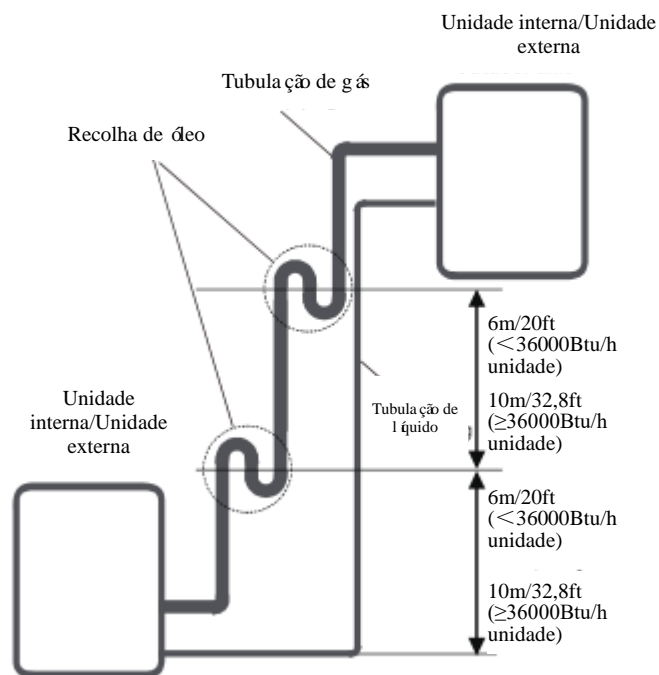 Unidade interna/Unidade
externa
Tubulação de gás
Recolha de óleo
6m/20ft
(<36000Btu/h
unidade)
10m/32,8ft
(≥36000Btu/h
unidade)
Unidade
interna/Unidade
externa
Tubulação de
líquido
6m/20ft
(<36000Btu/h
unidade)
10m/32,8ft
(≥36000Btu/h
unidade)